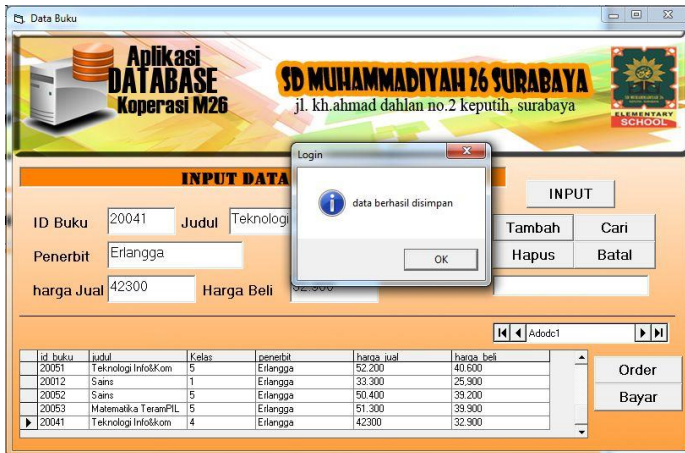 Data Buku
Aplikasi
DATABASE
Koperasi M26
SD MUHAMMADIYAH 26 SURABAYA
jl. kh.ahmad dahlan no.2 keputih, surabaya
ELEMENTARY
SCHOOL
Login
data berhasil disimpan
OK
INPUT DATA
INPUT
ID Buku 20041 Judul Teknologi
Tambah Cari
Penerbit Erlangga
Hapus Batal
harga Jual 42300 Harga Beli 32.900
Adodc1
id_buku judul Kelas penerbit harga_jual harga_beli
20051 Teknologi Info&Kom 5 Erlangga 52.200 40.600
20012 Sains 1 Erlangga 33.300 25,900
20052 Sains 5 Erlangga 50.400 39.200
20053 Matematika TeramPIL 5 Erlangga 51.300 39.900
20041 Teknologi Info&kom 4 Erlangga 42300 32.900
Order
Bayar